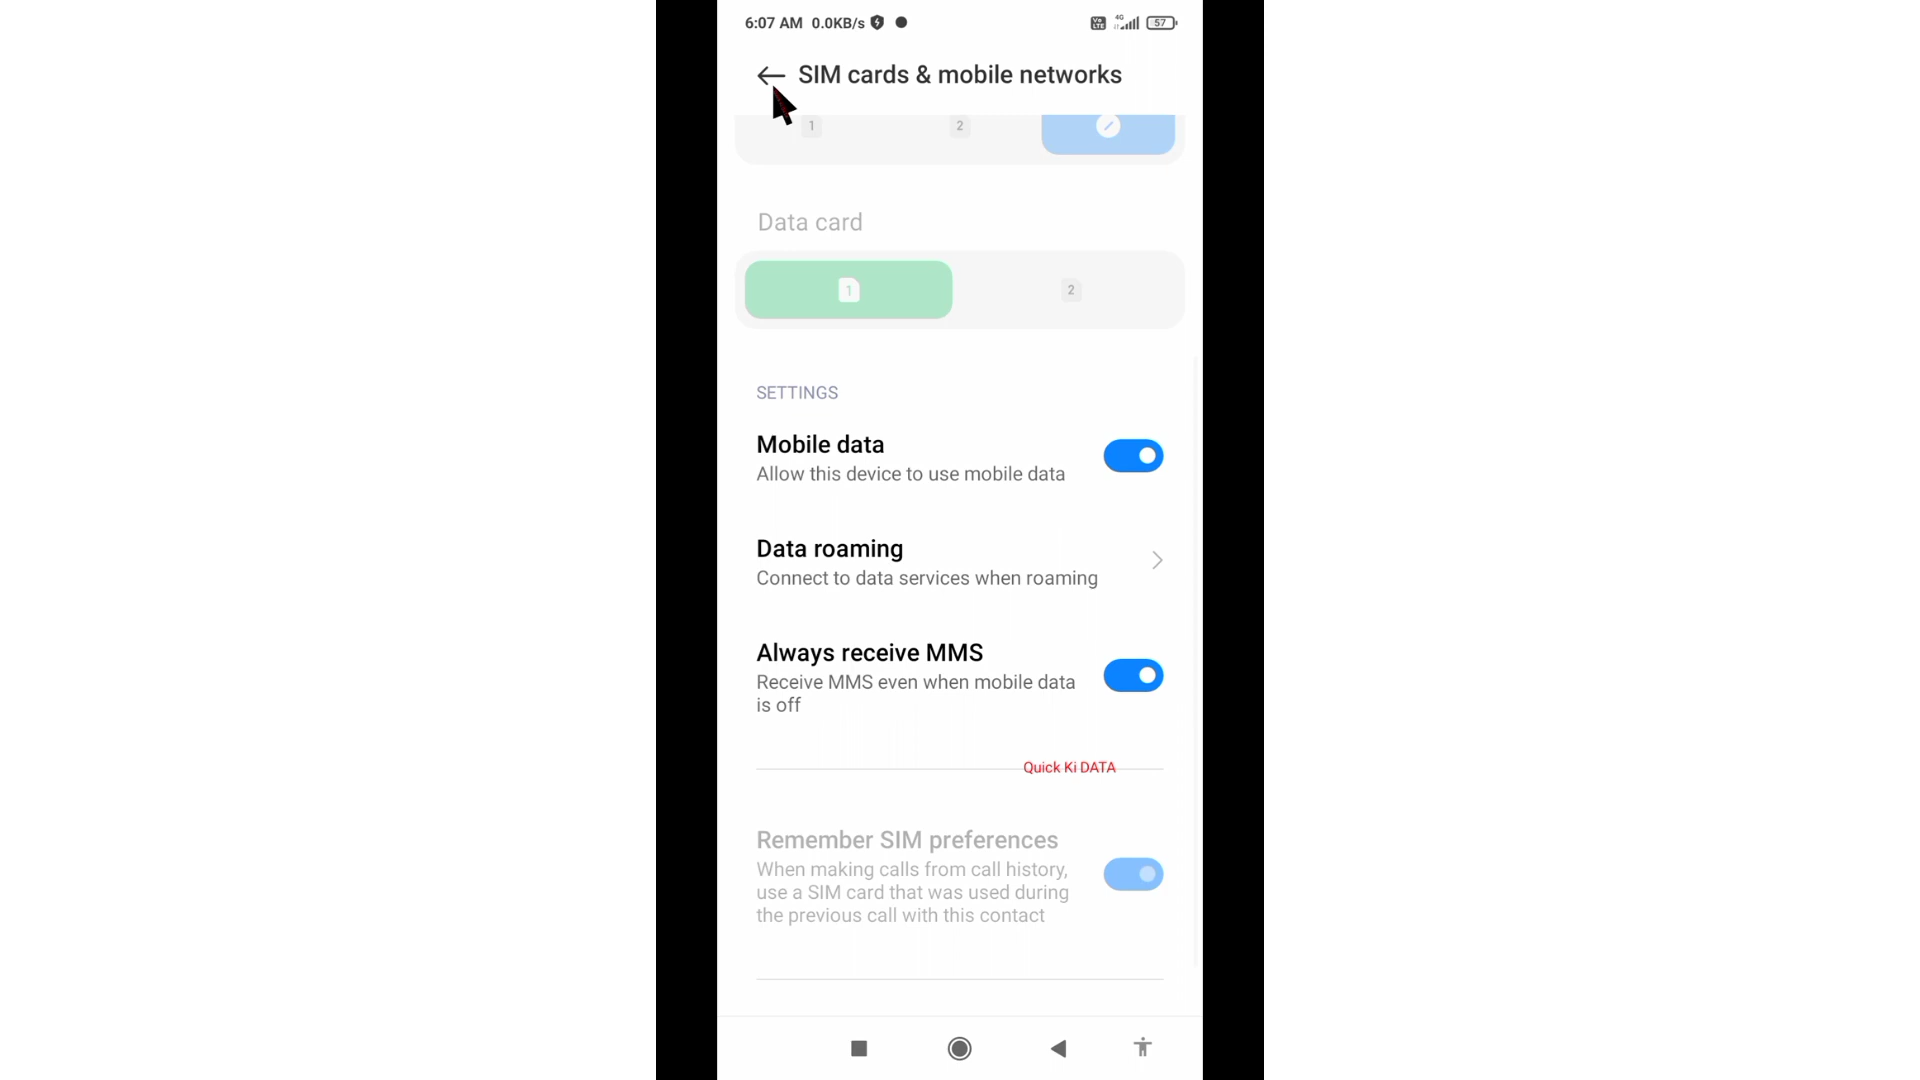 6:07 AM 0.0KB/s
Vo LTE 4G 57
SIM cards & mobile networks
1 2
Data card
1 2
SETTINGS
Mobile data
Allow this device to use mobile data
Data roaming
Connect to data services when roaming
Always receive MMS
Receive MMS even when mobile data
is off
Quick Ki DATA
Remember SIM preferences
When making calls from call history,
use a SIM card that was used during
the previous call with this contact